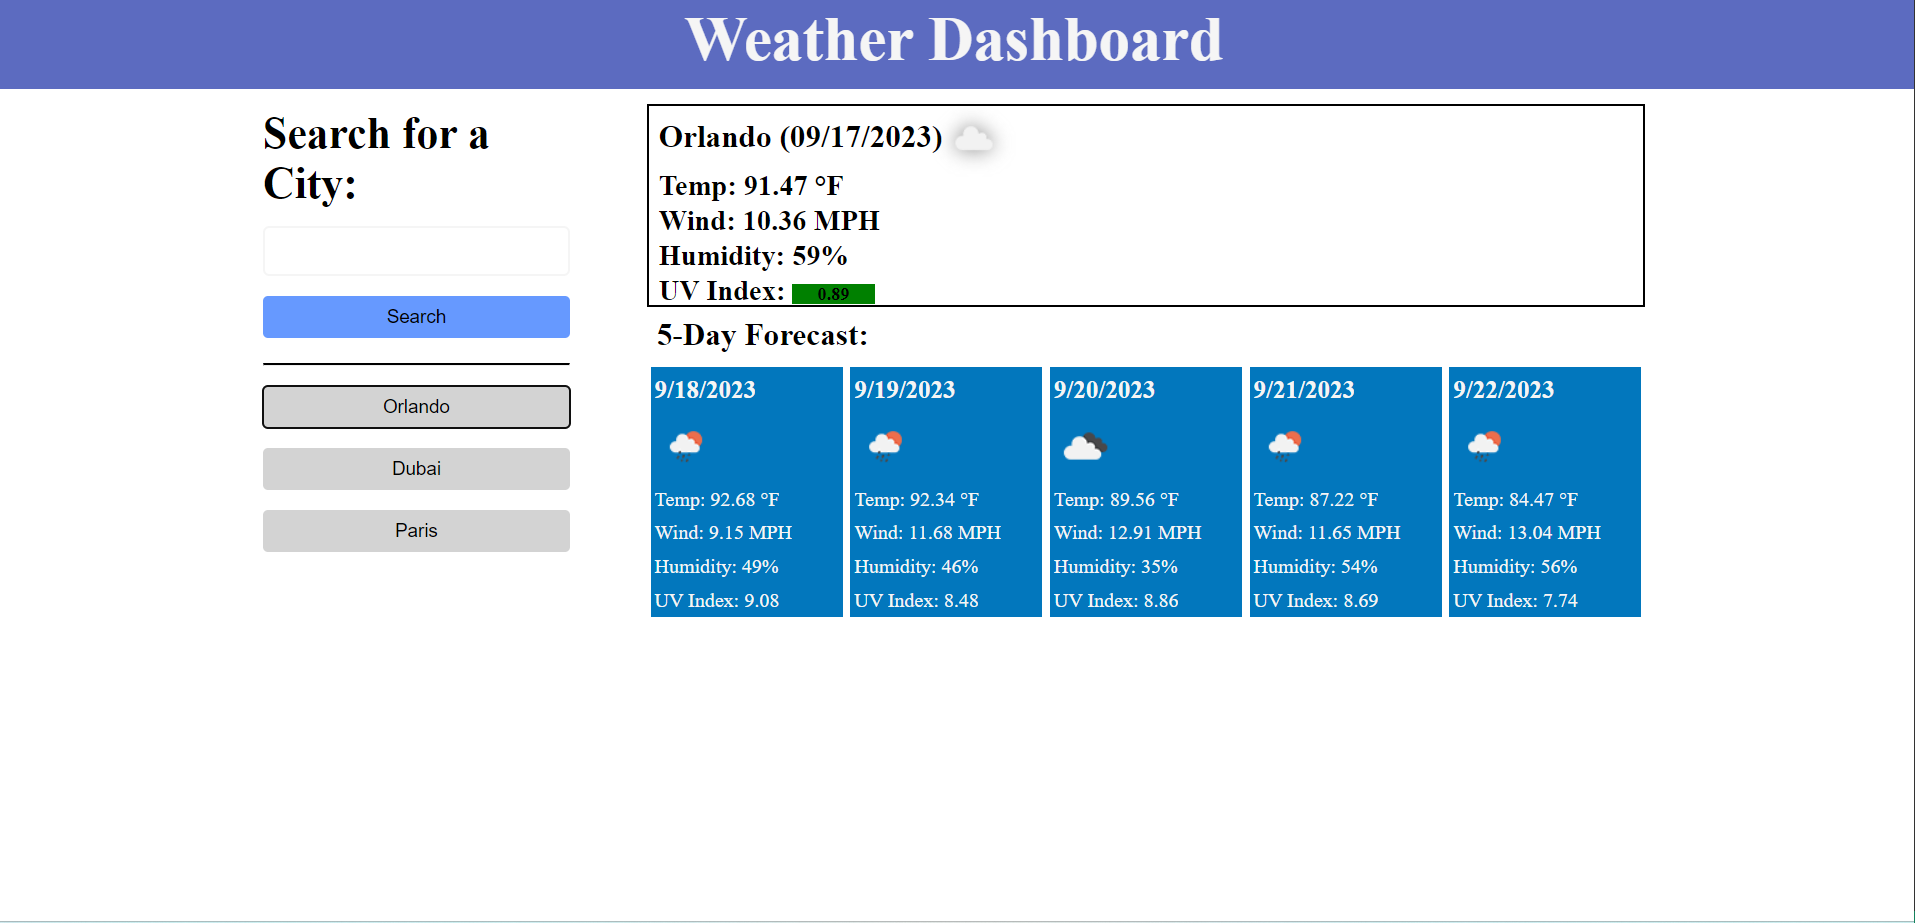 Weather Dashboard
Search for a
City:
Search
Orlando
Dubai
Paris
Orlando (09/17/2023)
Temp: 91.47 °F
Wind: 10.36 MPH
Humidity: 59%
UV Index: 0.89
5-Day Forecast:
9/18/2023
Temp: 92.68 °F
Wind: 9.15 MPH
Humidity: 49%
UV Index: 9.08
9/19/2023
Temp: 92.34 °F
Wind: 11.68 MPH
Humidity: 46%
UV Index: 8.48
9/20/2023
Temp: 89.56 °F
Wind: 12.91 MPH
Humidity: 35%
UV Index: 8.86
9/21/2023
Temp: 87.22 °F
Wind: 11.65 MPH
Humidity: 54%
UV Index: 8.69
9/22/2023
Temp: 84.47 °F
Wind: 13.04 MPH
Humidity: 56%
UV Index: 7.74